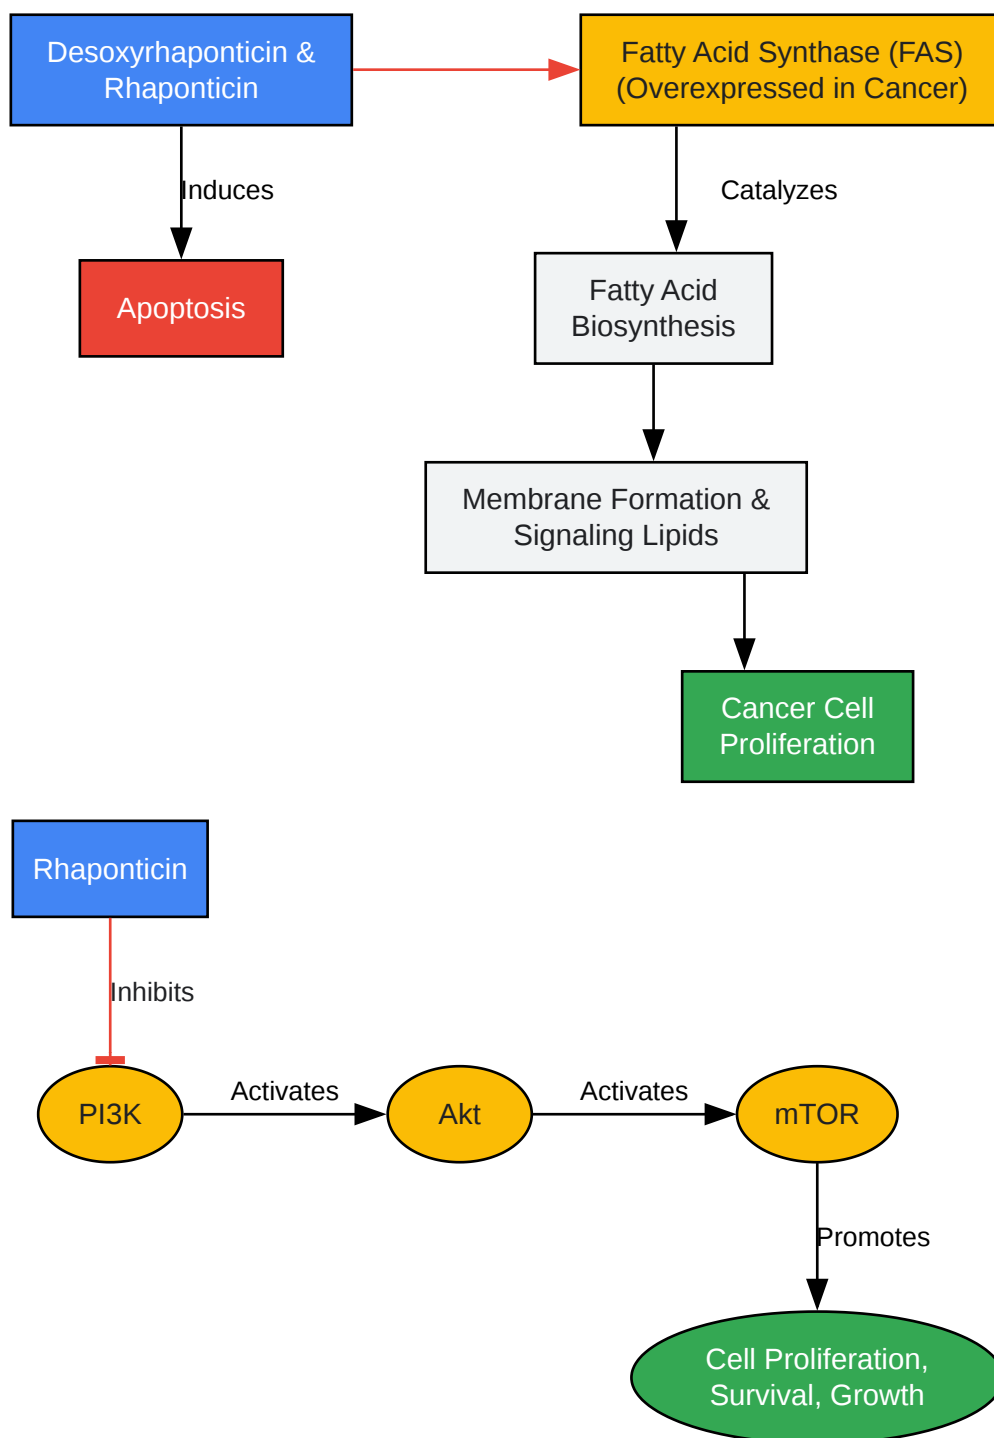 Desoxyrhaponticin &
Rhaponticin
Fatty Acid Synthase (FAS)
(Overexpressed in Cancer)
Induces
Catalyzes
Apoptosis
Fatty Acid
Biosynthesis
Membrane Formation &
Signaling Lipids
Cancer Cell
Proliferation
Rhaponticin
Inhibits
PI3K
Activates
Akt
Activates
mTOR
Promotes
Cell Proliferation,
Survival, Growth